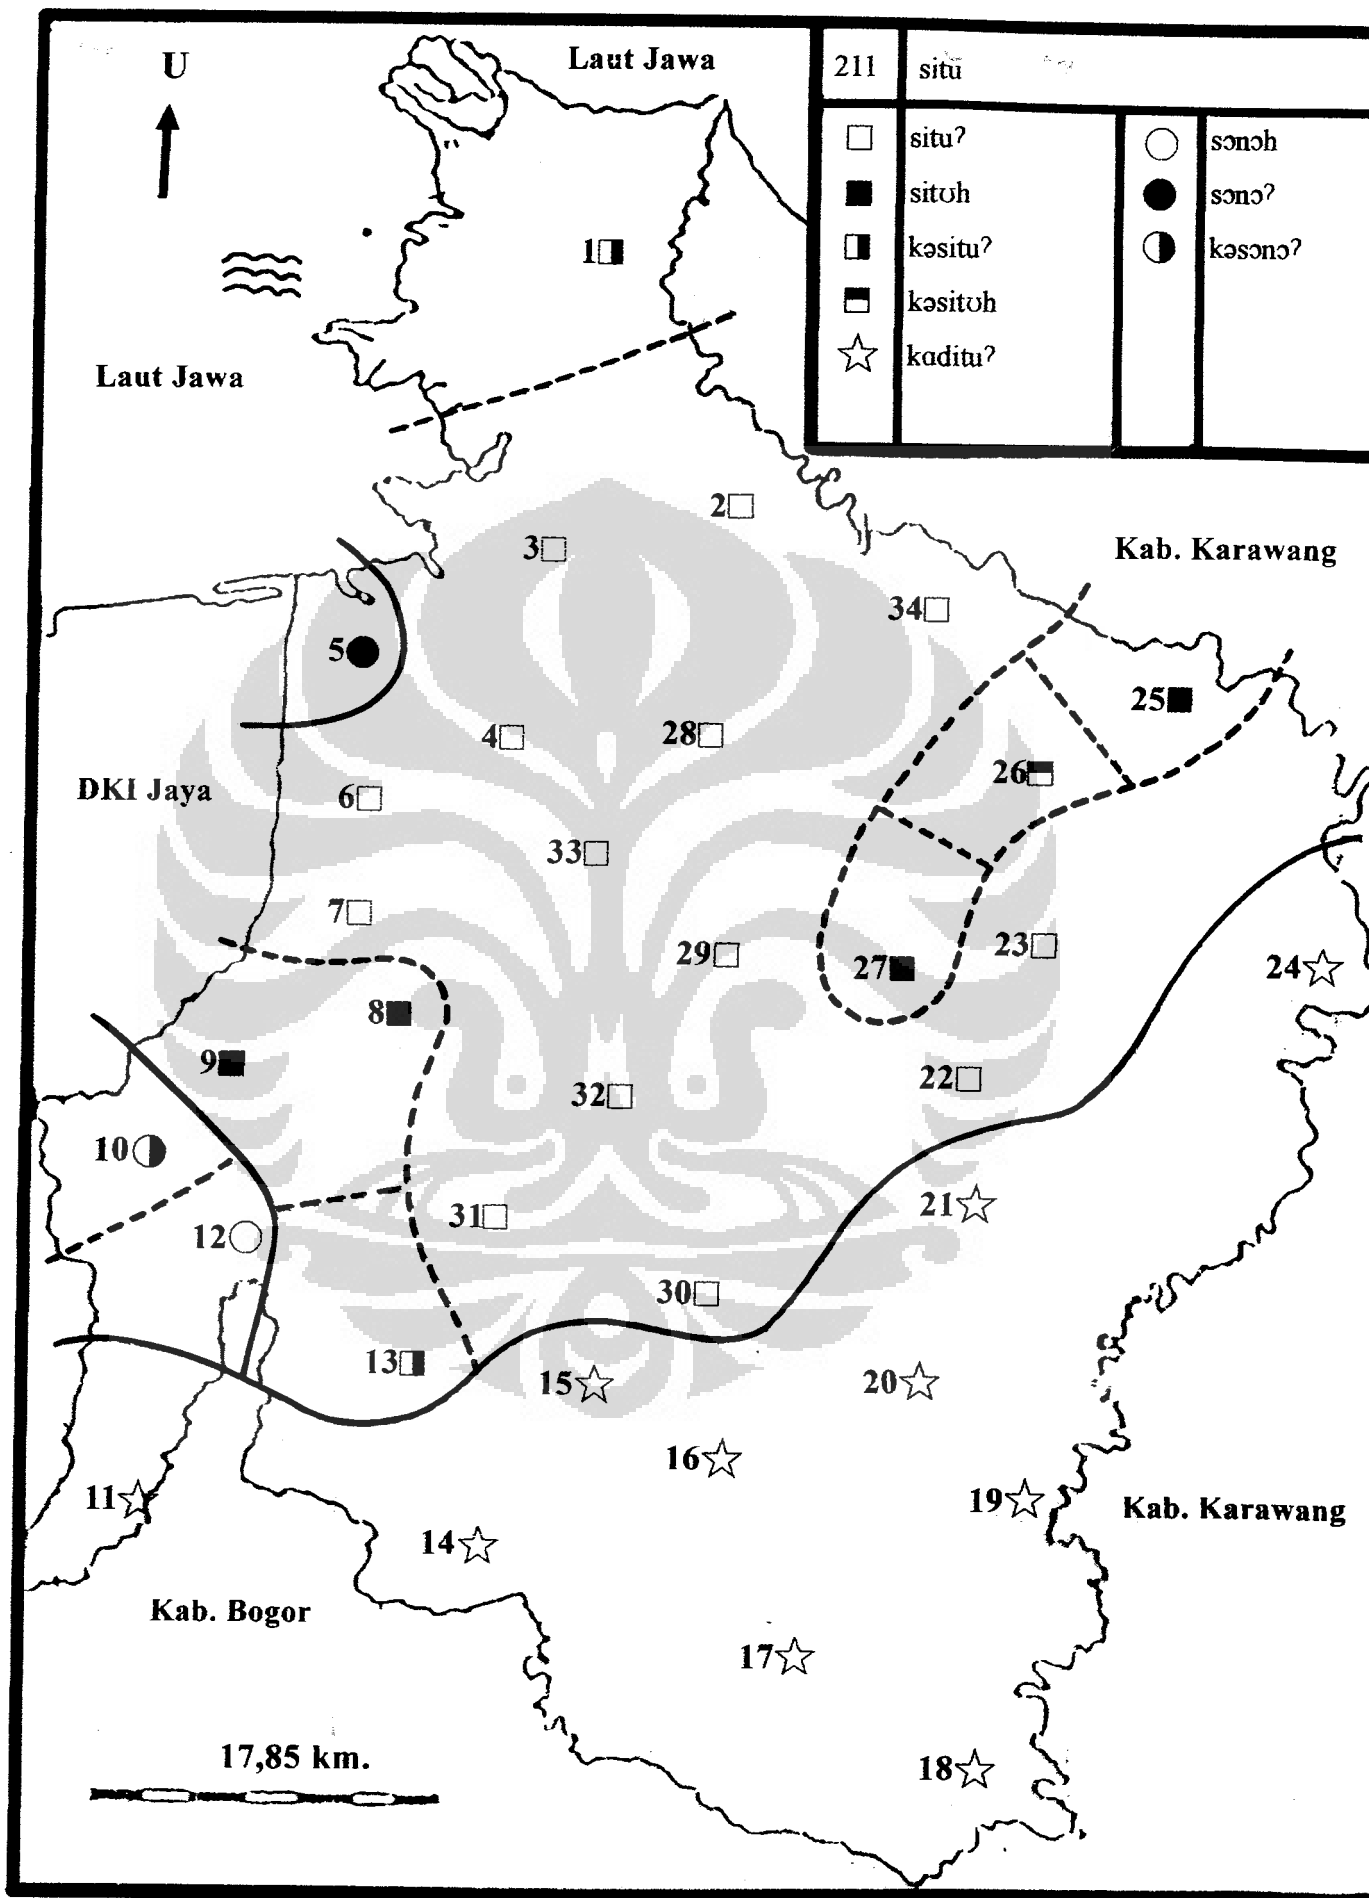 U
Laut Jawa
211 situ
situʔ
sɔnɔh
sitʊh
sɔnɔʔ
kəsituʔ
kəsɔnɔʔ
kəsitʊh
kɑdituʔ
1
Laut Jawa
2
3
Kab. Karawang
34
5
25
4
28
26
DKI Jaya
6
33
7
29
23
27
24
8
9
22
32
10
21
31
12
30
13
15
20
16
11
19
Kab. Karawang
14
Kab. Bogor
17
17,85 km.
18